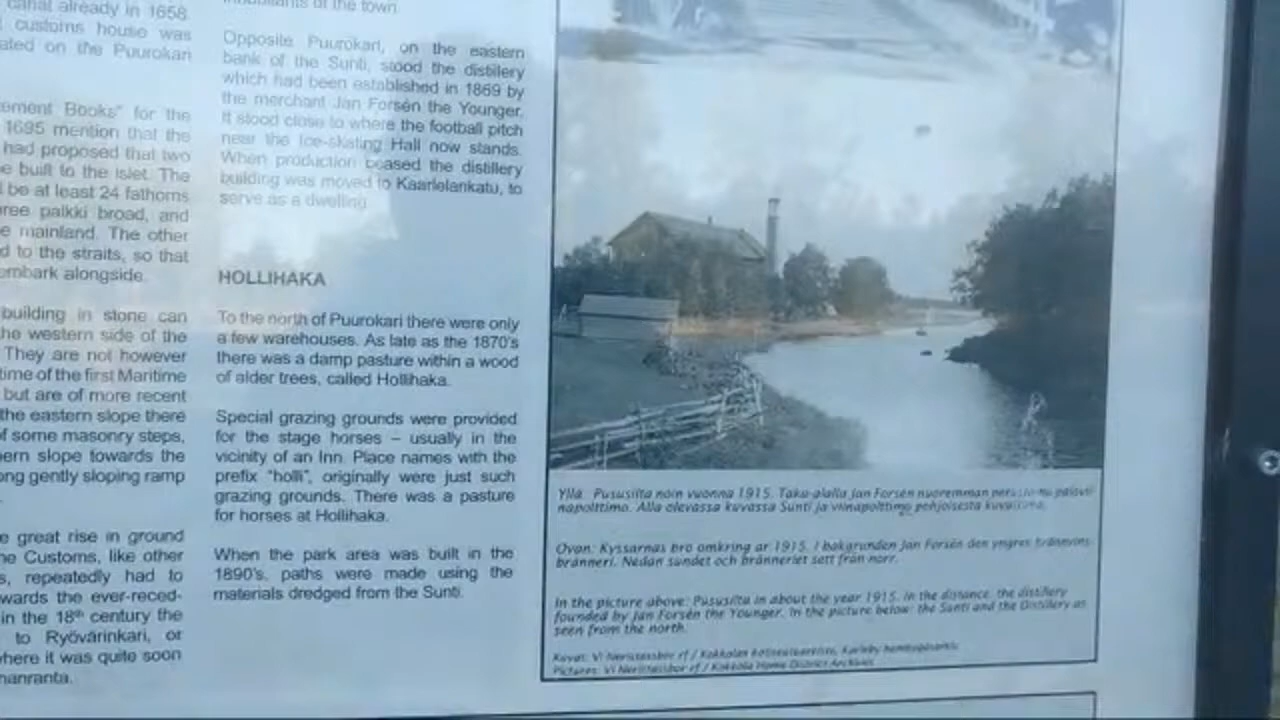 canal already in 1658
customs house was
ated on the Puurokari
ement Books" for the
1695 mention that the
had proposed that two
e built to the islet. The
be at least 24 fathoms
ree palkki broad, and
e mainland. The other
d to the straits, so that
embark alongside.
building in stone can
he western side of the
They are not however
time of the first Maritime
but are of more recent
the eastern slope there
of some masonry steps,
ern slope towards the
ong gently sloping ramp
e great rise in ground
he Customs, like other
s, repeatedly had to
wards the ever-reced-
in the 18th century the
to Ryövärinkari, or
where it was quite soon
nanranta.
inhabitants of the town.
Opposite Puurokari, on the eastern
bank of the Sunti, stood the distillery
which had been established in 1869 by
the merchant Jan Forsén the Younger.
It stood close to where the football pitch
near the Ice-skating Hall now stands.
When production ceased the distillery
building was moved to Kaarlelankatu, to
serve as a dwelling.
HOLLIHAKA
To the north of Puurokari there were only
a few warehouses. As late as the 1870's
there was a damp pasture within a wood
of alder trees, called Hollihaka.
Special grazing grounds were provided
for the stage horses – usually in the
vicinity of an Inn. Place names with the
prefix "holli", originally were just such
grazing grounds. There was a pasture
for horses at Hollihaka.
When the park area was built in the
1890's, paths were made using the
materials dredged from the Sunti.
Yllä: Pususilta noin vuonna 1915. Taka-alalla Jan Forsén nuoremman
napolttimo. Alla olevassa kuvassa Sunti ja viinapolttimo pohjoisesta
Ovan: Kyssarnas bro omkring år 1915. I bakgrunden Jan Forsén den yngres brännvins-
bränneri. Nedan sundet och bränneriet sett från norr.
In the picture above: Pususilta in about the year 1915. In the distance, the distillery
founded by Jan Forsén the Younger. In the picture below: the Sunti and the Distillery as
seen from the north.
Kuvat: Vi Neristassbor rf / Kokkolan
Pictures: Vi Neristassbor rf / Kokkola Home District Archives